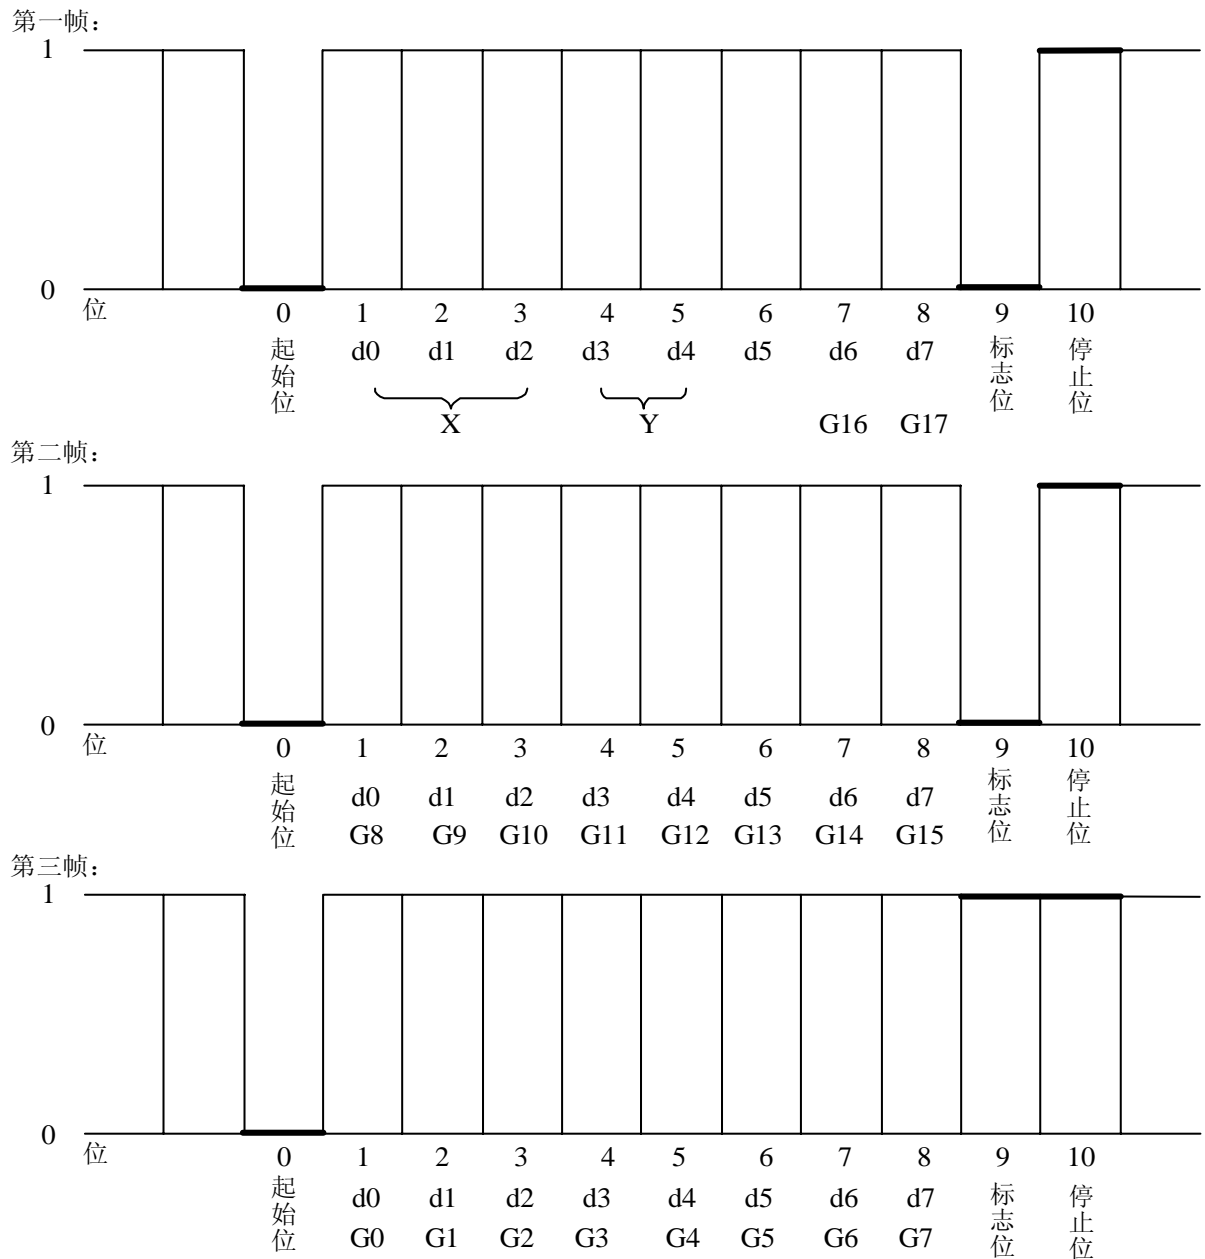 第一帧：
1
0
位 0 1 2 3 4 5 6 7 8 9 10
起始位 d0 d1 d2 d3 d4 d5 d6 d7 标志位 停止位
X Y G16 G17
第二帧：
1
0
位 0 1 2 3 4 5 6 7 8 9 10
起始位 d0 d1 d2 d3 d4 d5 d6 d7 标志位 停止位
G8 G9 G10 G11 G12 G13 G14 G15
第三帧：
1
0
位 0 1 2 3 4 5 6 7 8 9 10
起始位 d0 d1 d2 d3 d4 d5 d6 d7 标志位 停止位
G0 G1 G2 G3 G4 G5 G6 G7